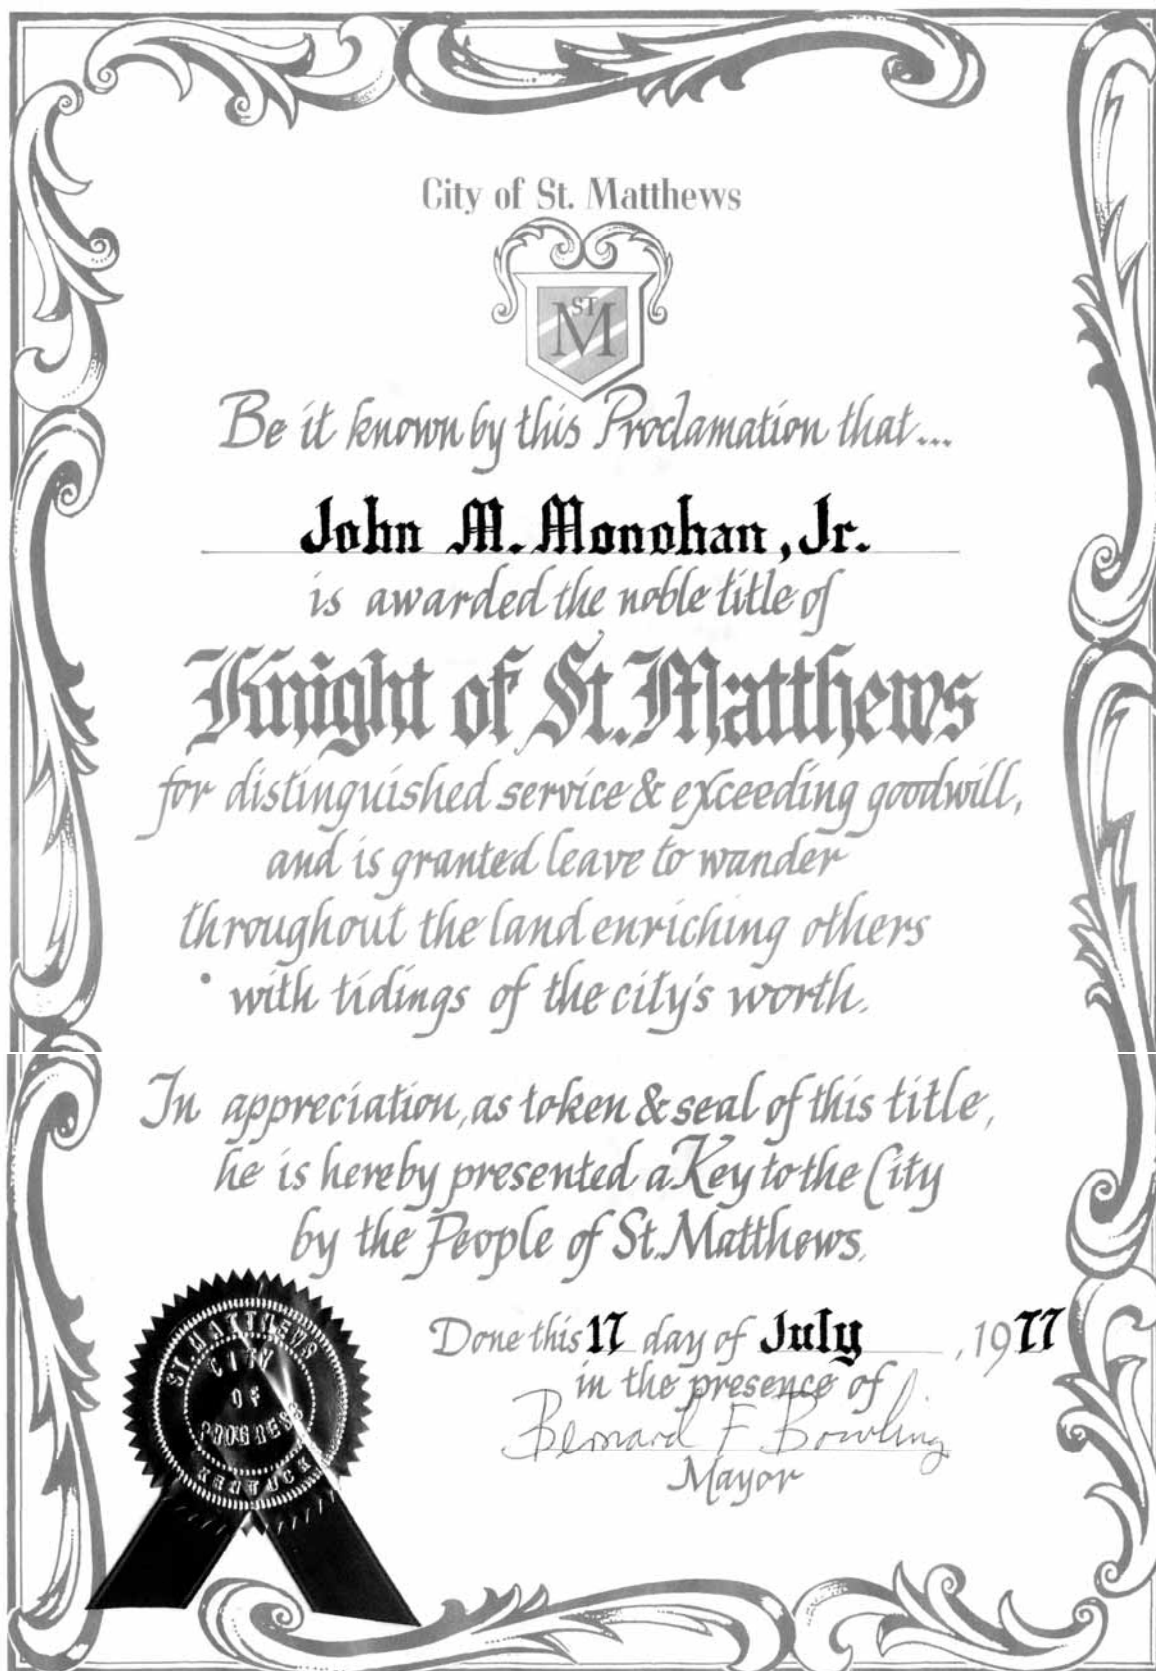 City of St. Matthews
ST
M
Be it known by this Proclamation that...
John M. Monohan, Jr.
is awarded the noble title of
Knight of St. Matthews
for distinguished service & exceeding goodwill,
and is granted leave to wander
throughout the land enriching others
with tidings of the city's worth.
In appreciation, as token & seal of this title,
he is hereby presented a Key to the City
by the People of St. Matthews.
Done this 17 day of July, 1977
in the presence of
Bernard F Bowling
Mayor
ST. MATTHEWS
CITY
OF
PROGRESS
KENTUCKY